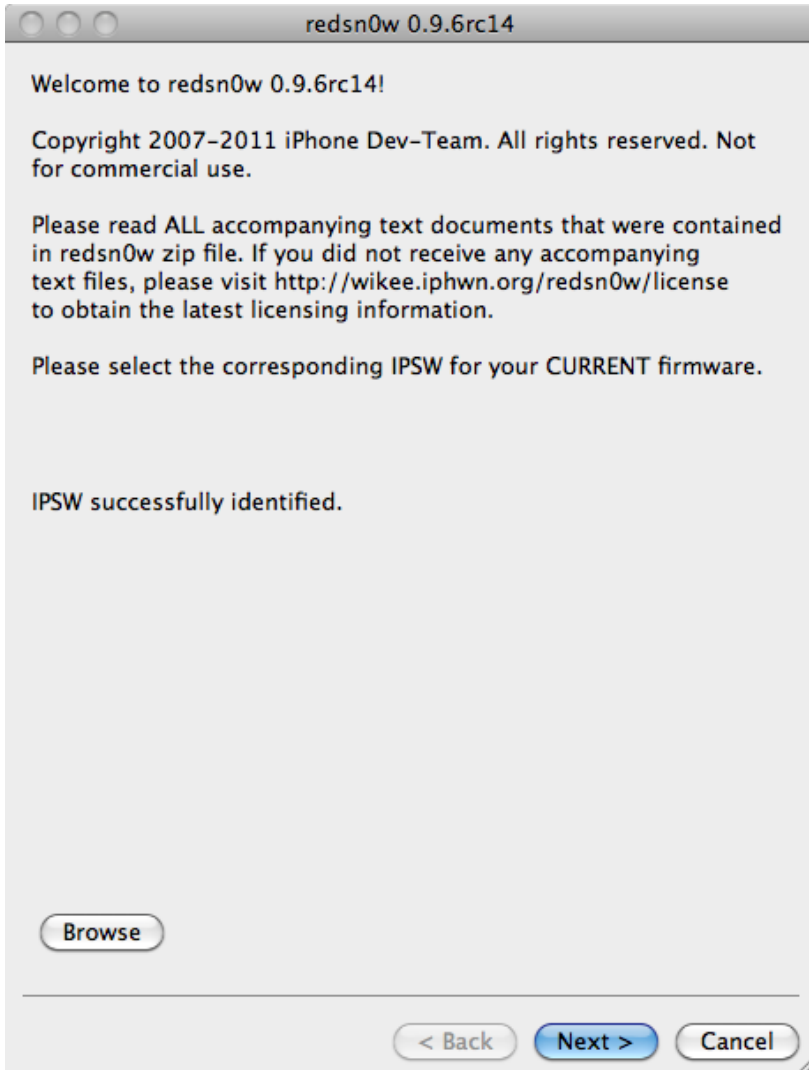 redsn0w 0.9.6rc14
Welcome to redsn0w 0.9.6rc14!
Copyright 2007-2011 iPhone Dev-Team. All rights reserved. Not
for commercial use.
Please read ALL accompanying text documents that were contained
in redsn0w zip file. If you did not receive any accompanying
text files, please visit http://wikee.iphwn.org/redsn0w/license
to obtain the latest licensing information.
Please select the corresponding IPSW for your CURRENT firmware.
IPSW successfully identified.
Browse
< Back Next > Cancel